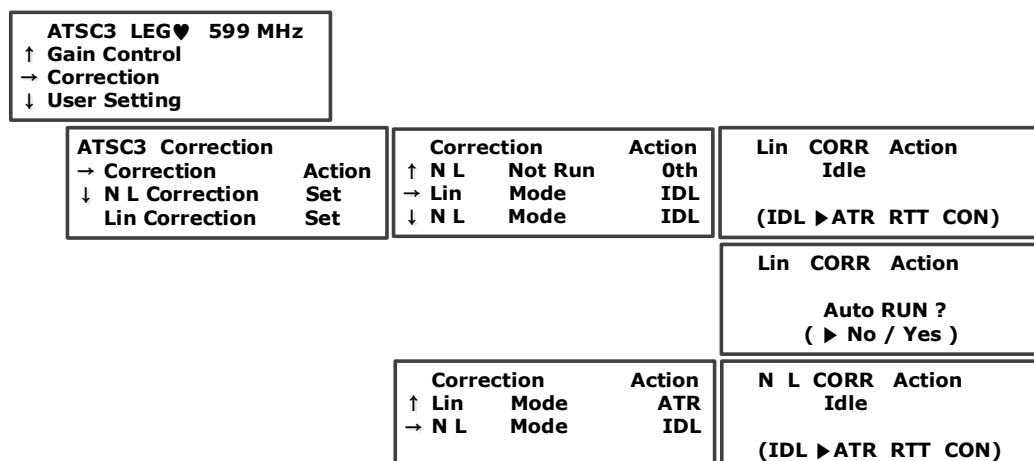 ATSC3 LEG♥ 599 MHz
↑ Gain Control
→ Correction
↓ User Setting
ATSC3 Correction
→ Correction Action
↓ N L Correction Set
Lin Correction Set
Correction Action
↑ N L Not Run 0th
→ Lin Mode IDL
↓ N L Mode IDL
Lin CORR Action
Idle
(IDL ▶ATR RTT CON)
Lin CORR Action
Auto RUN ?
( ▶ No / Yes )
Correction Action
↑ Lin Mode ATR
→ N L Mode IDL
N L CORR Action
Idle
(IDL ▶ATR RTT CON)